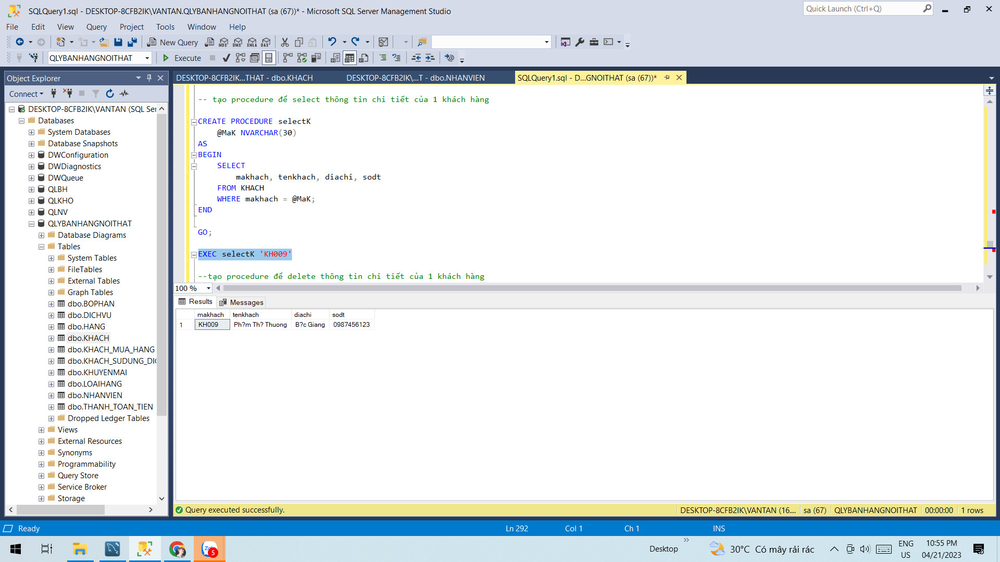 SQLQuery1.sql - DESKTOP-8CFB2IK\VANTAN.QLYBANHANGNOITHAT (sa (67))* - Microsoft SQL Server Management Studio
Quick Launch (Ctrl+Q)
File Edit View Query Project Tools Window Help
New Query MDX DMX XMLA DAX
QLYBANHANGNOITHAT Execute
Object Explorer
Connect
DESKTOP-8CFB2IK\VANTAN (SQL Ser
Databases
System Databases
Database Snapshots
DWConfiguration
DWDiagnostics
DWQueue
QLBH
QLKHO
QLNV
QLYBANHANGNOITHAT
Database Diagrams
Tables
System Tables
FileTables
External Tables
Graph Tables
dbo.BOPHAN
dbo.DICHVU
dbo.HANG
dbo.KHACH
dbo.KHACH_MUA_HANG
dbo.KHACH_SUDUNG_DIC
dbo.KHUYENMAI
dbo.LOAIHANG
dbo.NHANVIEN
dbo.THANH_TOAN_TIEN
Dropped Ledger Tables
Views
External Resources
Synonyms
Programmability
Query Store
Service Broker
Storage
DESKTOP-8CFB2IK...THAT - dbo.KHACH DESKTOP-8CFB2IK\...T - dbo.NHANVIEN SQLQuery1.sql - D...GNOITHAT (sa (67))*
-- tạo procedure để select thông tin chi tiết của 1 khách hàng
CREATE PROCEDURE selectK
@MaK NVARCHAR(30)
AS
BEGIN
SELECT
makhach, tenkhach, diachi, sodt
FROM KHACH
WHERE makhach = @MaK;
END
GO;
EXEC selectK 'KH009'
--tạo procedure để delete thông tin chi tiết của 1 khách hàng
100 %
Results Messages
makhach tenkhach diachi sodt
1 KH009 Ph?m Th? Thuong B?c Giang 0987456123
Query executed successfully. DESKTOP-8CFB2IK\VANTAN (16.... sa (67) QLYBANHANGNOITHAT 00:00:00 1 rows
Ready Ln 292 Col 1 Ch 1 INS
5
Desktop
30°C Có mây rải rác
ENG
US
10:55 PM
04/21/2023